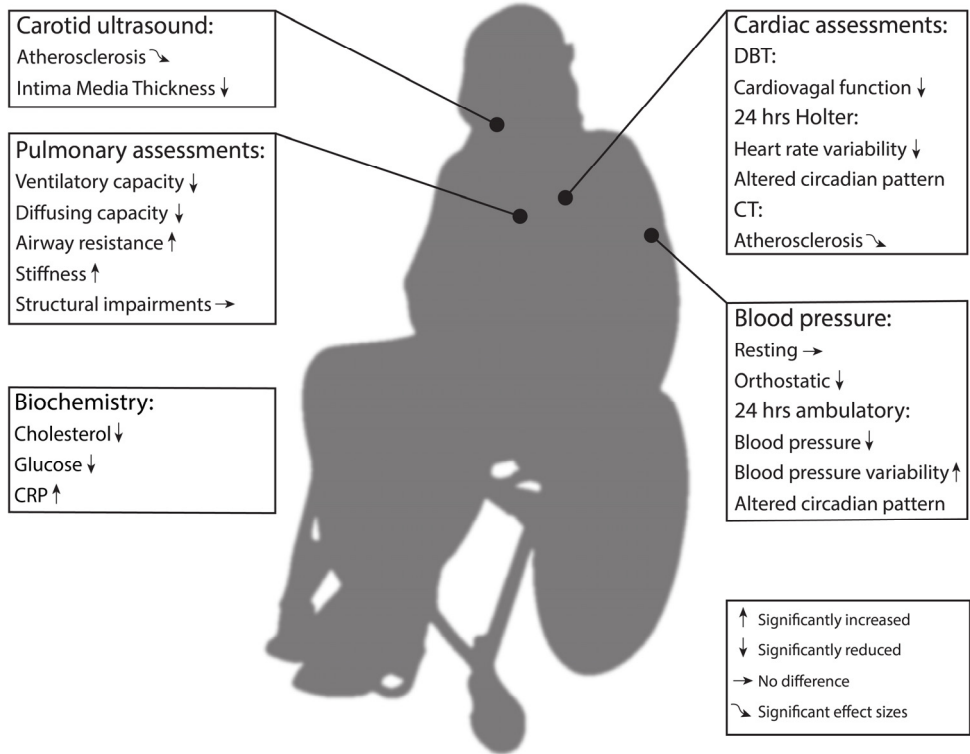 Carotid ultrasound:
Atherosclerosis ⤵
Intima Media Thickness ↓
Pulmonary assessments:
Ventilatory capacity ↓
Diffusing capacity ↓
Airway resistance ↑
Stiffness ↑
Structural impairments →
Biochemistry:
Cholesterol ↓
Glucose ↓
CRP ↑
Cardiac assessments:
DBT:
Cardiovagal function ↓
24 hrs Holter:
Heart rate variability ↓
Altered circadian pattern
CT:
Atherosclerosis ⤵
Blood pressure:
Resting →
Orthostatic ↓
24 hrs ambulatory:
Blood pressure ↓
Blood pressure variability ↑
Altered circadian pattern
↑ Significantly increased
↓ Significantly reduced
→ No difference
⤵ Significant effect sizes